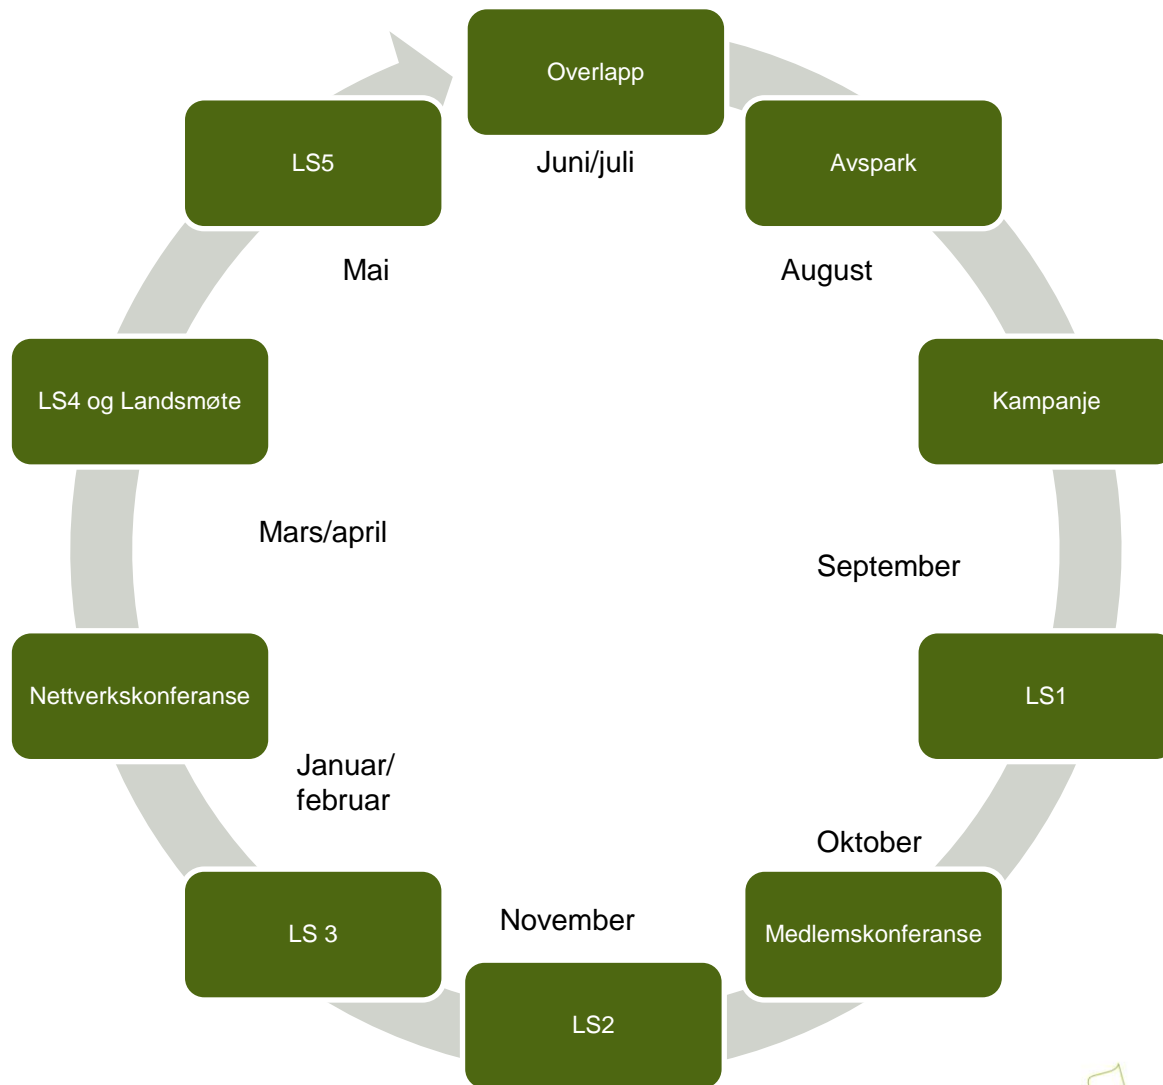 Overlapp
Juni/juli
Avspark
August
Kampanje
September
LS1
Oktober
Medlemskonferanse
November
LS2
LS 3
Januar/
februar
Nettverkskonferanse
Mars/april
LS4 og Landsmøte
Mai
LS5